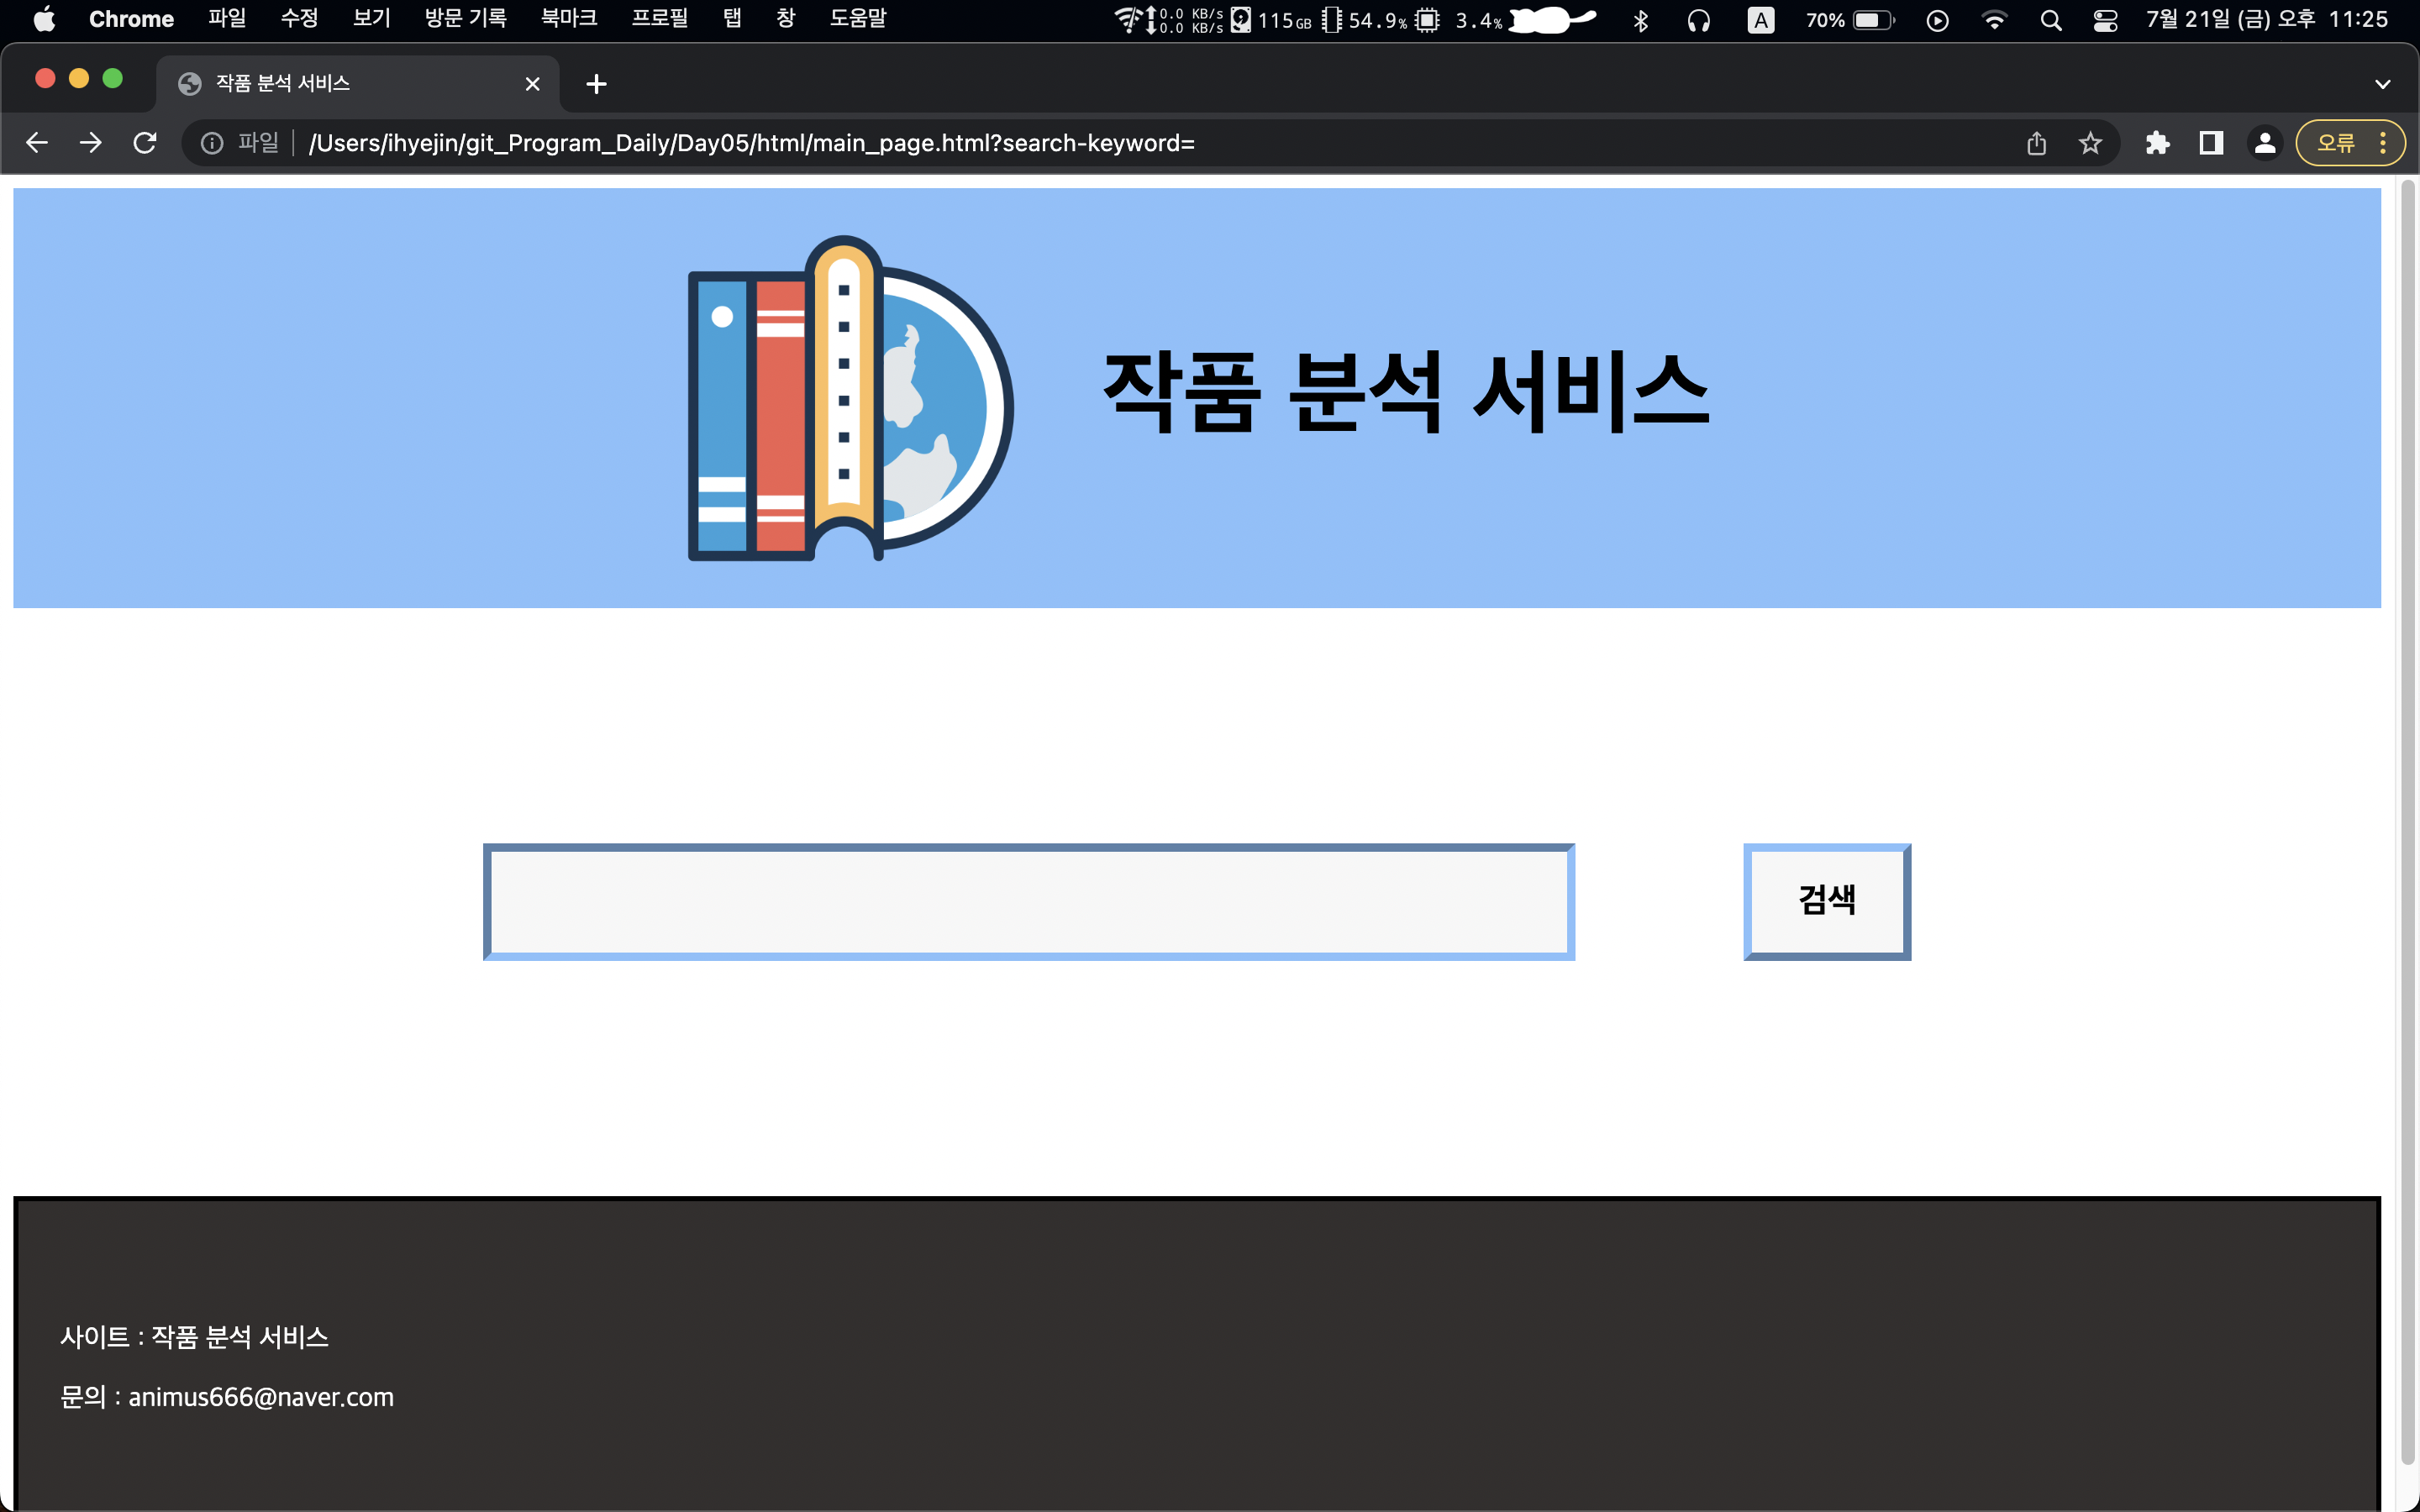 Chrome 파일 수정 보기 방문 기록 북마크 프로필 탭 창 도움말 0.0 KB/s 0.0 KB/s 115GB 54.9% 3.4% A 70% 7월 21일 (금) 오후 11:25
작품 분석 서비스
파일 /Users/ihyejin/git_Program_Daily/Day05/html/main_page.html?search-keyword= 오류
작품 분석 서비스
검색
사이트 : 작품 분석 서비스
문의 : animus666@naver.com